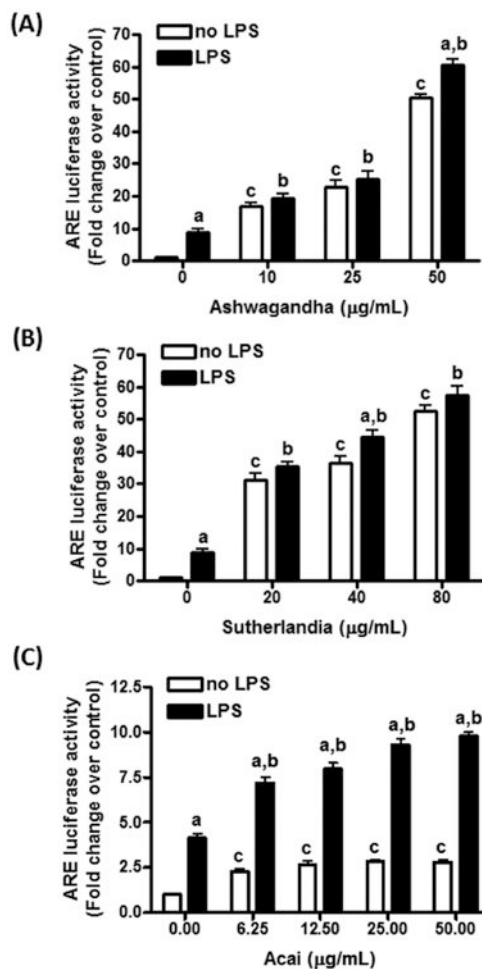 (A)
no LPS
LPS
ARE luciferase activity
(Fold change over control)
70
60
50
40
30
20
10
0
a
c
b
c
b
c
a,b
0 10 25 50
Ashwagandha (μg/mL)
(B)
no LPS
LPS
ARE luciferase activity
(Fold change over control)
70
60
50
40
30
20
10
0
a
c
b
c
a,b
c
b
0 20 40 80
Sutherlandia (μg/mL)
(C)
no LPS
LPS
ARE luciferase activity
(Fold change over control)
12.5
10.0
7.5
5.0
2.5
0.0
a
c
a,b
c
a,b
c
a,b
c
a,b
0.00 6.25 12.50 25.00 50.00
Acai (μg/mL)